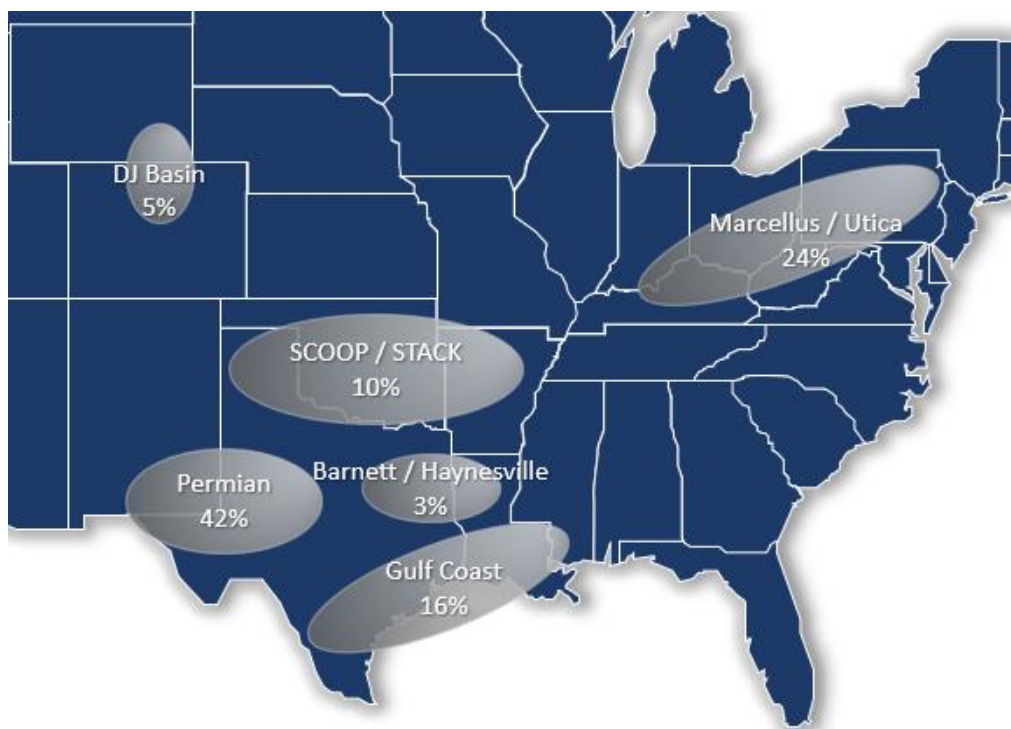 DJ Basin
5%
Marcellus / Utica
24%
SCOOP / STACK
10%
Permian
42%
Barnett / Haynesville
3%
Gulf Coast
16%